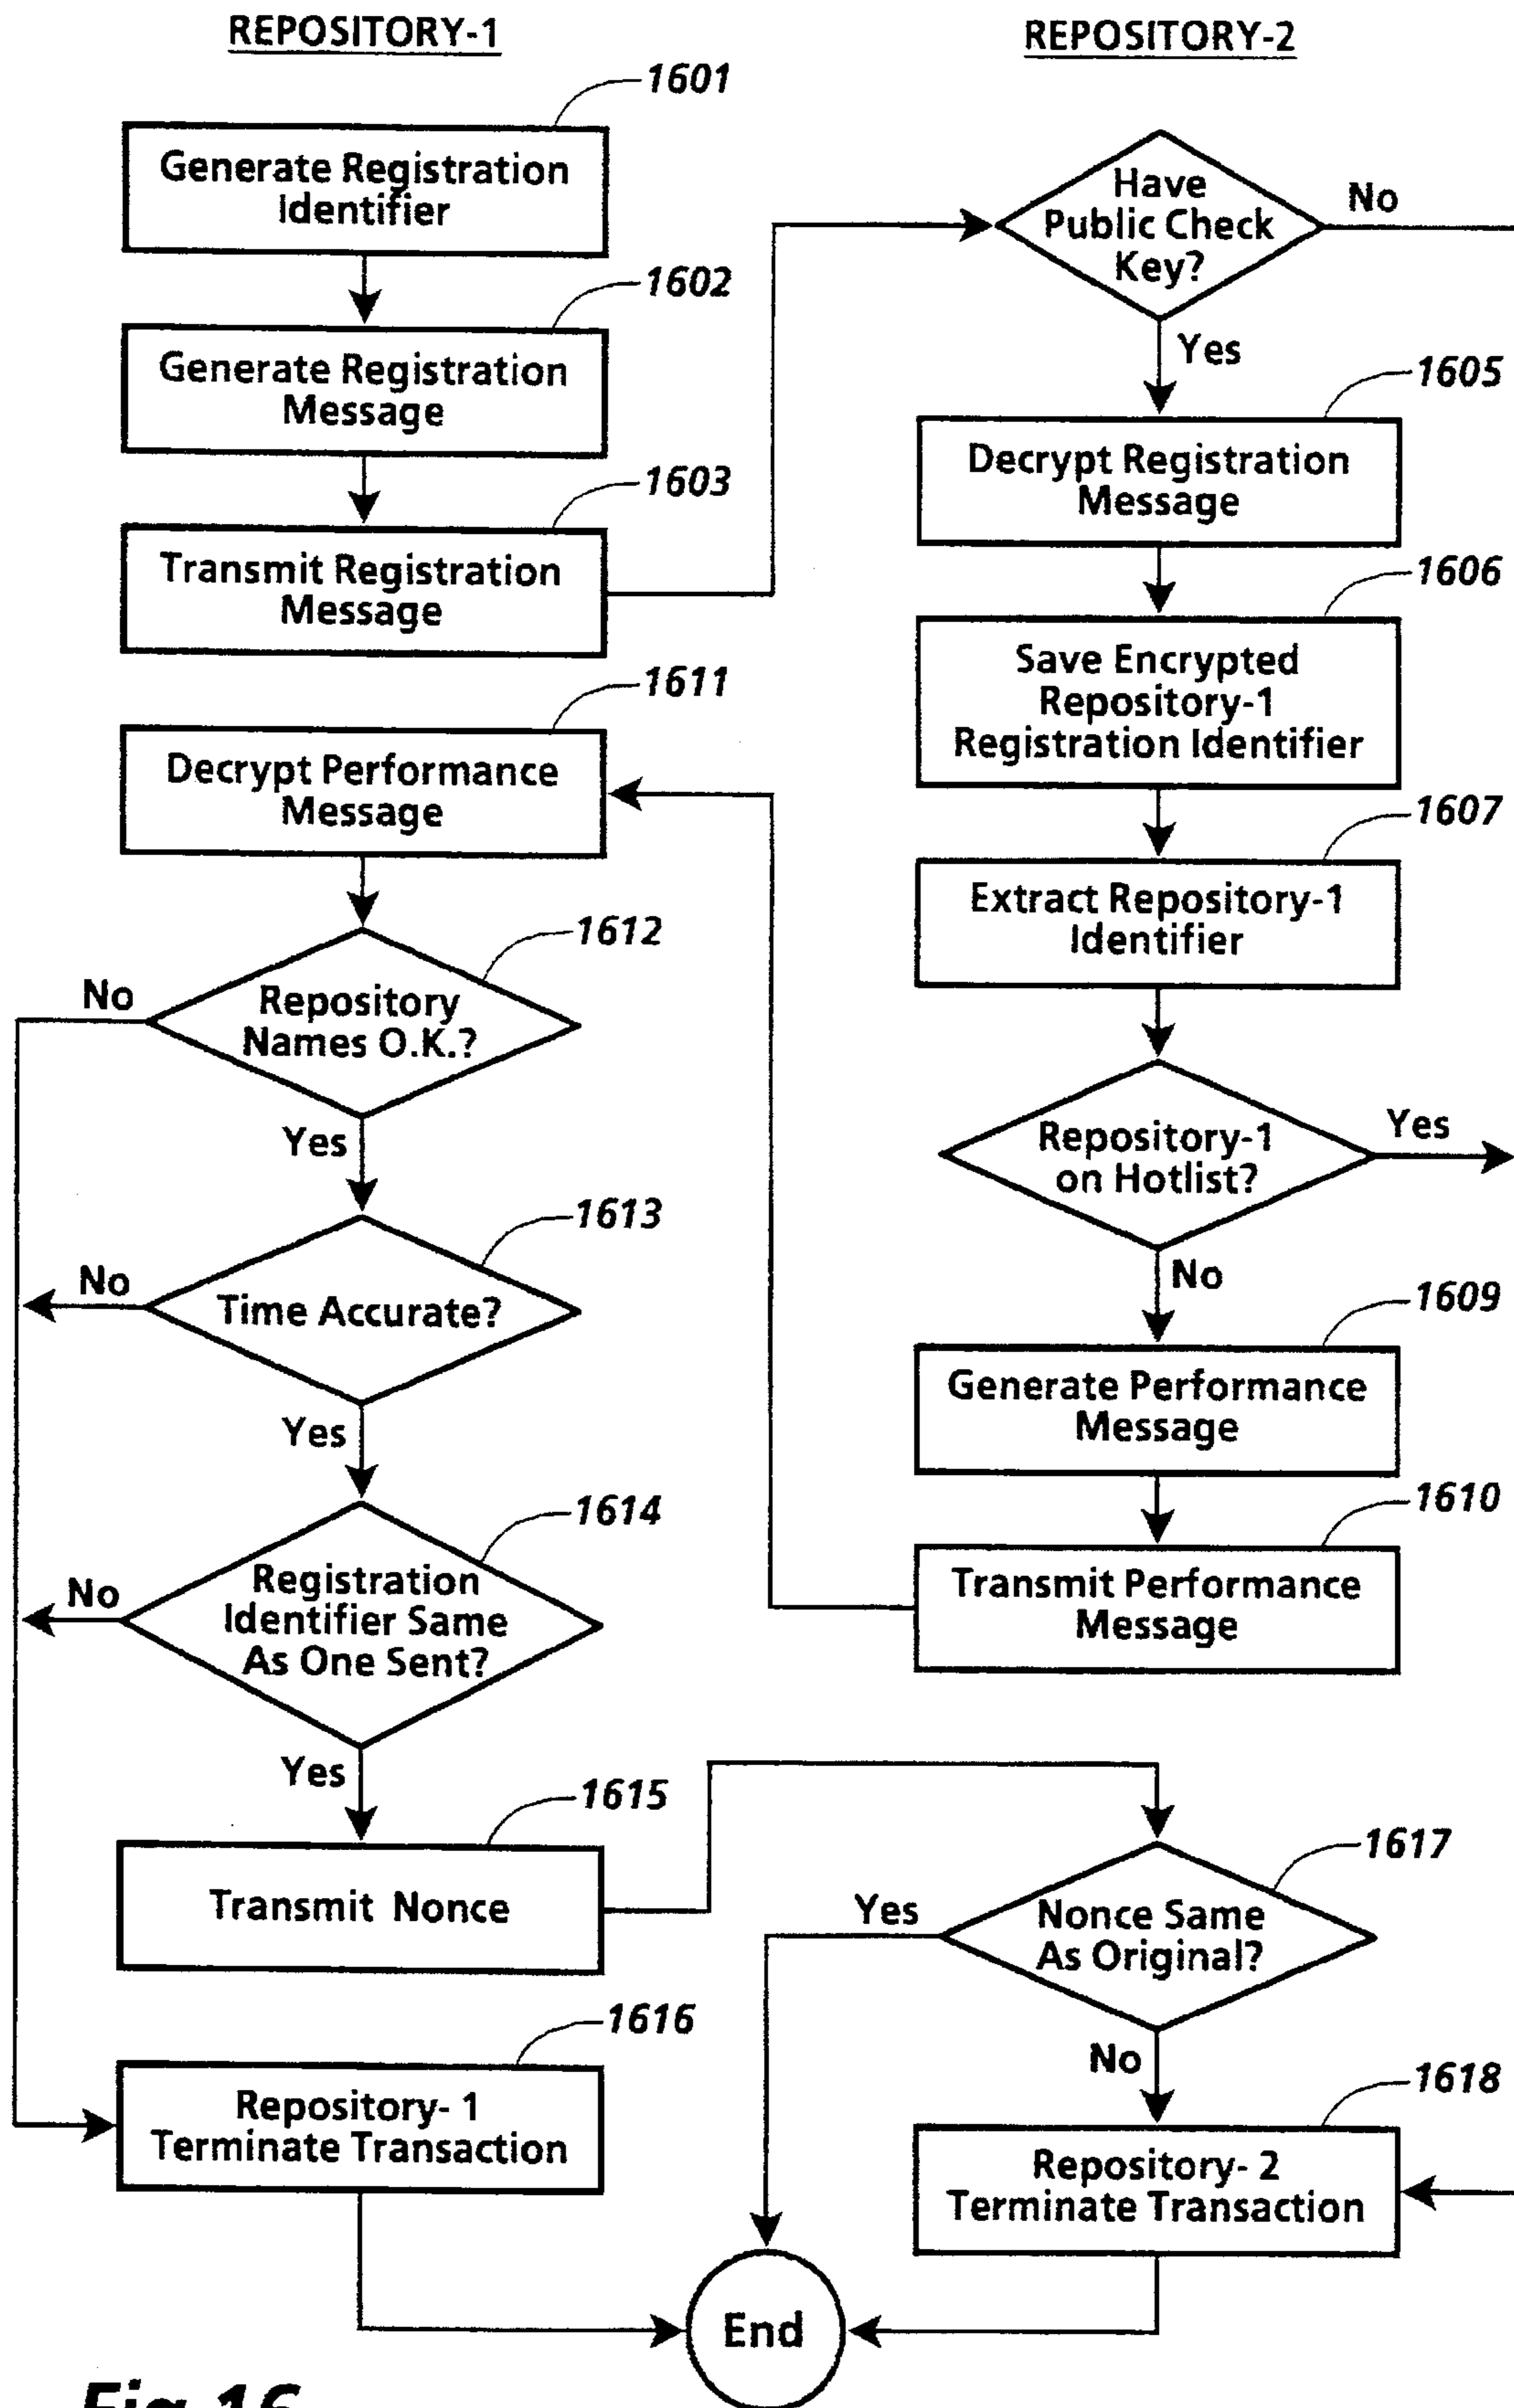 REPOSITORY-1
1601
Generate Registration
Identifier
1602
Generate Registration
Message
1603
Transmit Registration
Message
1611
Decrypt Performance
Message
1612
Repository
Names O.K.?
No
Yes
1613
Time Accurate?
No
Yes
1614
Registration
Identifier Same
As One Sent?
No
Yes
1615
Transmit Nonce
1616
Repository- 1
Terminate Transaction
REPOSITORY-2
Have
Public Check
Key?
No
Yes
1605
Decrypt Registration
Message
1606
Save Encrypted
Repository-1
Registration Identifier
1607
Extract Repository-1
Identifier
Repository-1
on Hotlist?
Yes
No
1609
Generate Performance
Message
1610
Transmit Performance
Message
1617
Nonce Same
As Original?
Yes
No
1618
Repository- 2
Terminate Transaction
End
Fig.16